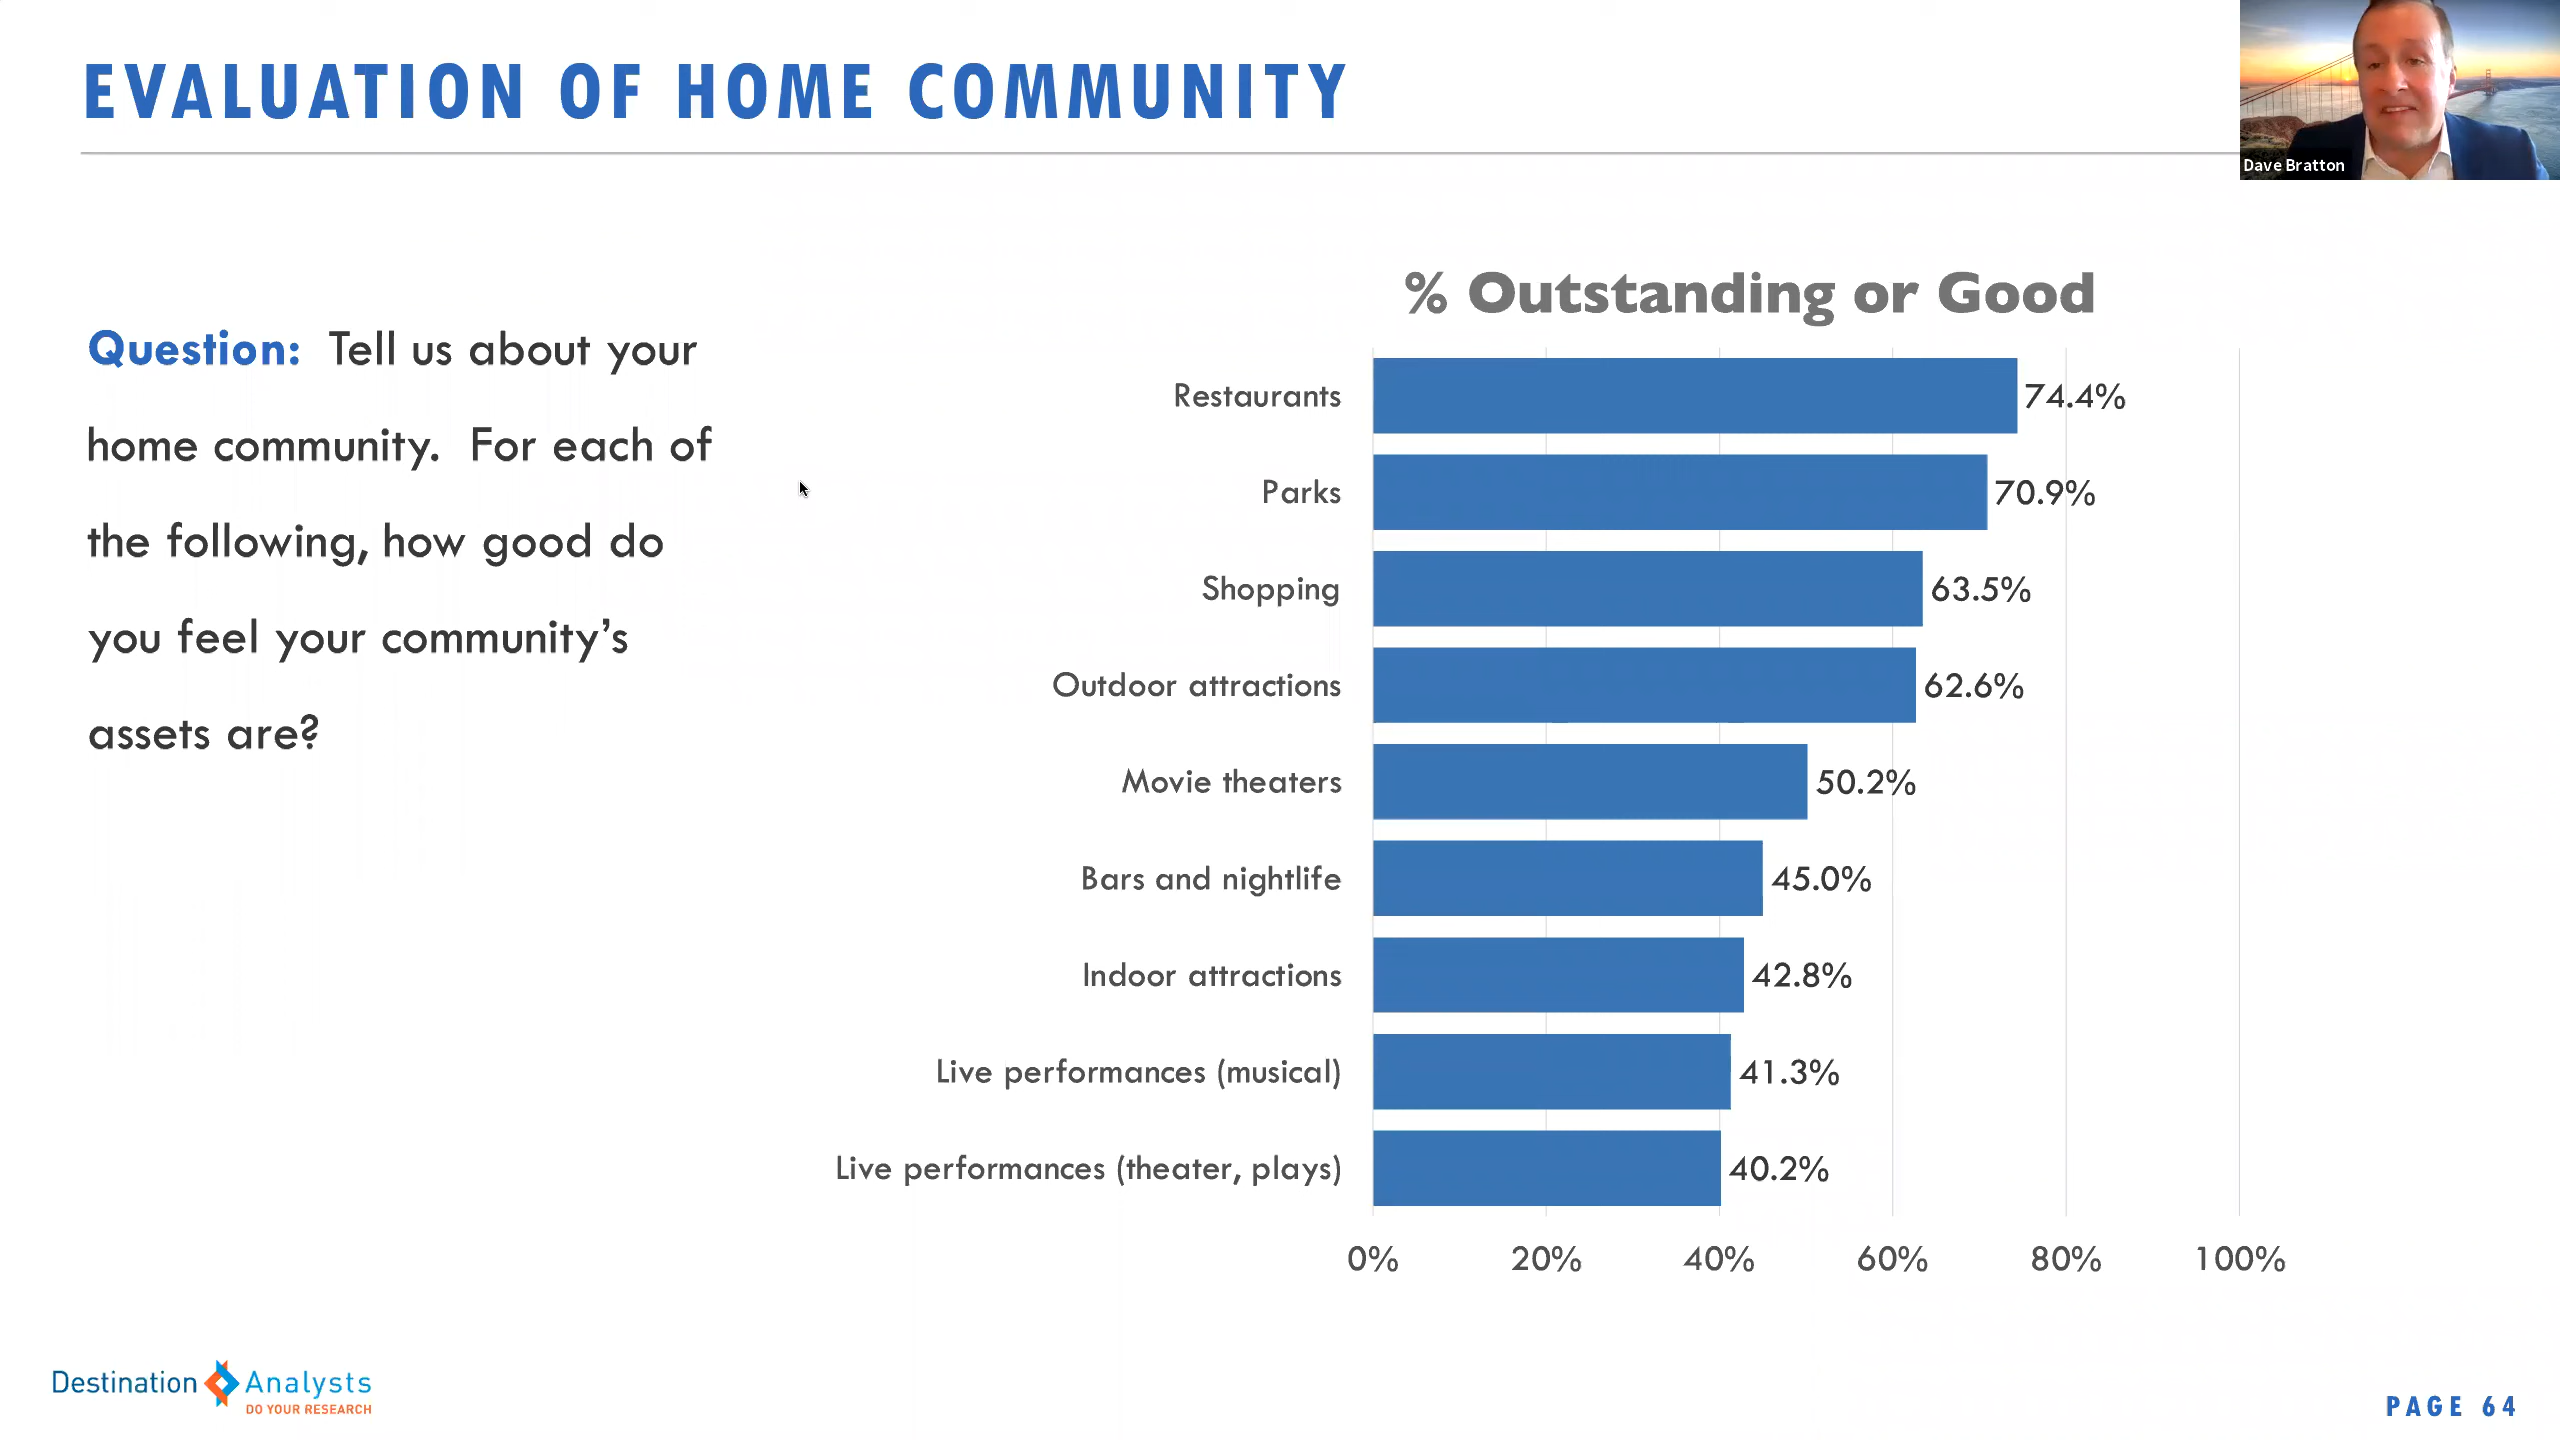 EVALUATION OF HOME COMMUNITY
Dave Bratton
Question: Tell us about your
home community. For each of
the following, how good do
you feel your community's
assets are?
% Outstanding or Good
Restaurants 74.4%
Parks 70.9%
Shopping 63.5%
Outdoor attractions 62.6%
Movie theaters 50.2%
Bars and nightlife 45.0%
Indoor attractions 42.8%
Live performances (musical) 41.3%
Live performances (theater, plays) 40.2%
0% 20% 40% 60% 80% 100%
Destination Analysts
DO YOUR RESEARCH
PAGE 64